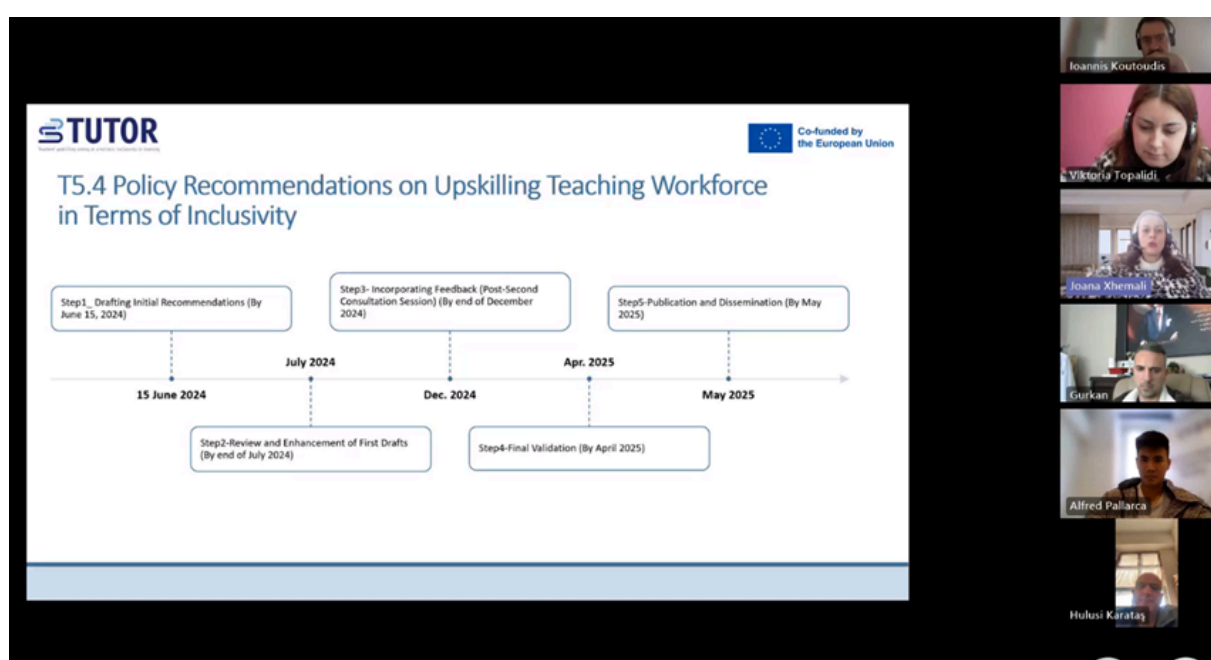 TUTOR
Co-funded by
the European Union
T5.4 Policy Recommendations on Upskilling Teaching Workforce
in Terms of Inclusivity
Step1_ Drafting Initial Recommendations (By
June 15, 2024)
Step3- Incorporating Feedback (Post-Second
Consultation Session) (By end of December
2024)
Step5-Publication and Dissemination (By May
2025)
July 2024
Apr. 2025
15 June 2024
Dec. 2024
May 2025
Step2-Review and Enhancement of First Drafts
(By end of July 2024)
Step4-Final Validation (By April 2025)
Ioannis Koutoudis
Viktoria Topalidi
Joana Xhemali
Gurkan
Alfred Pallarca
Hulusi Karataş